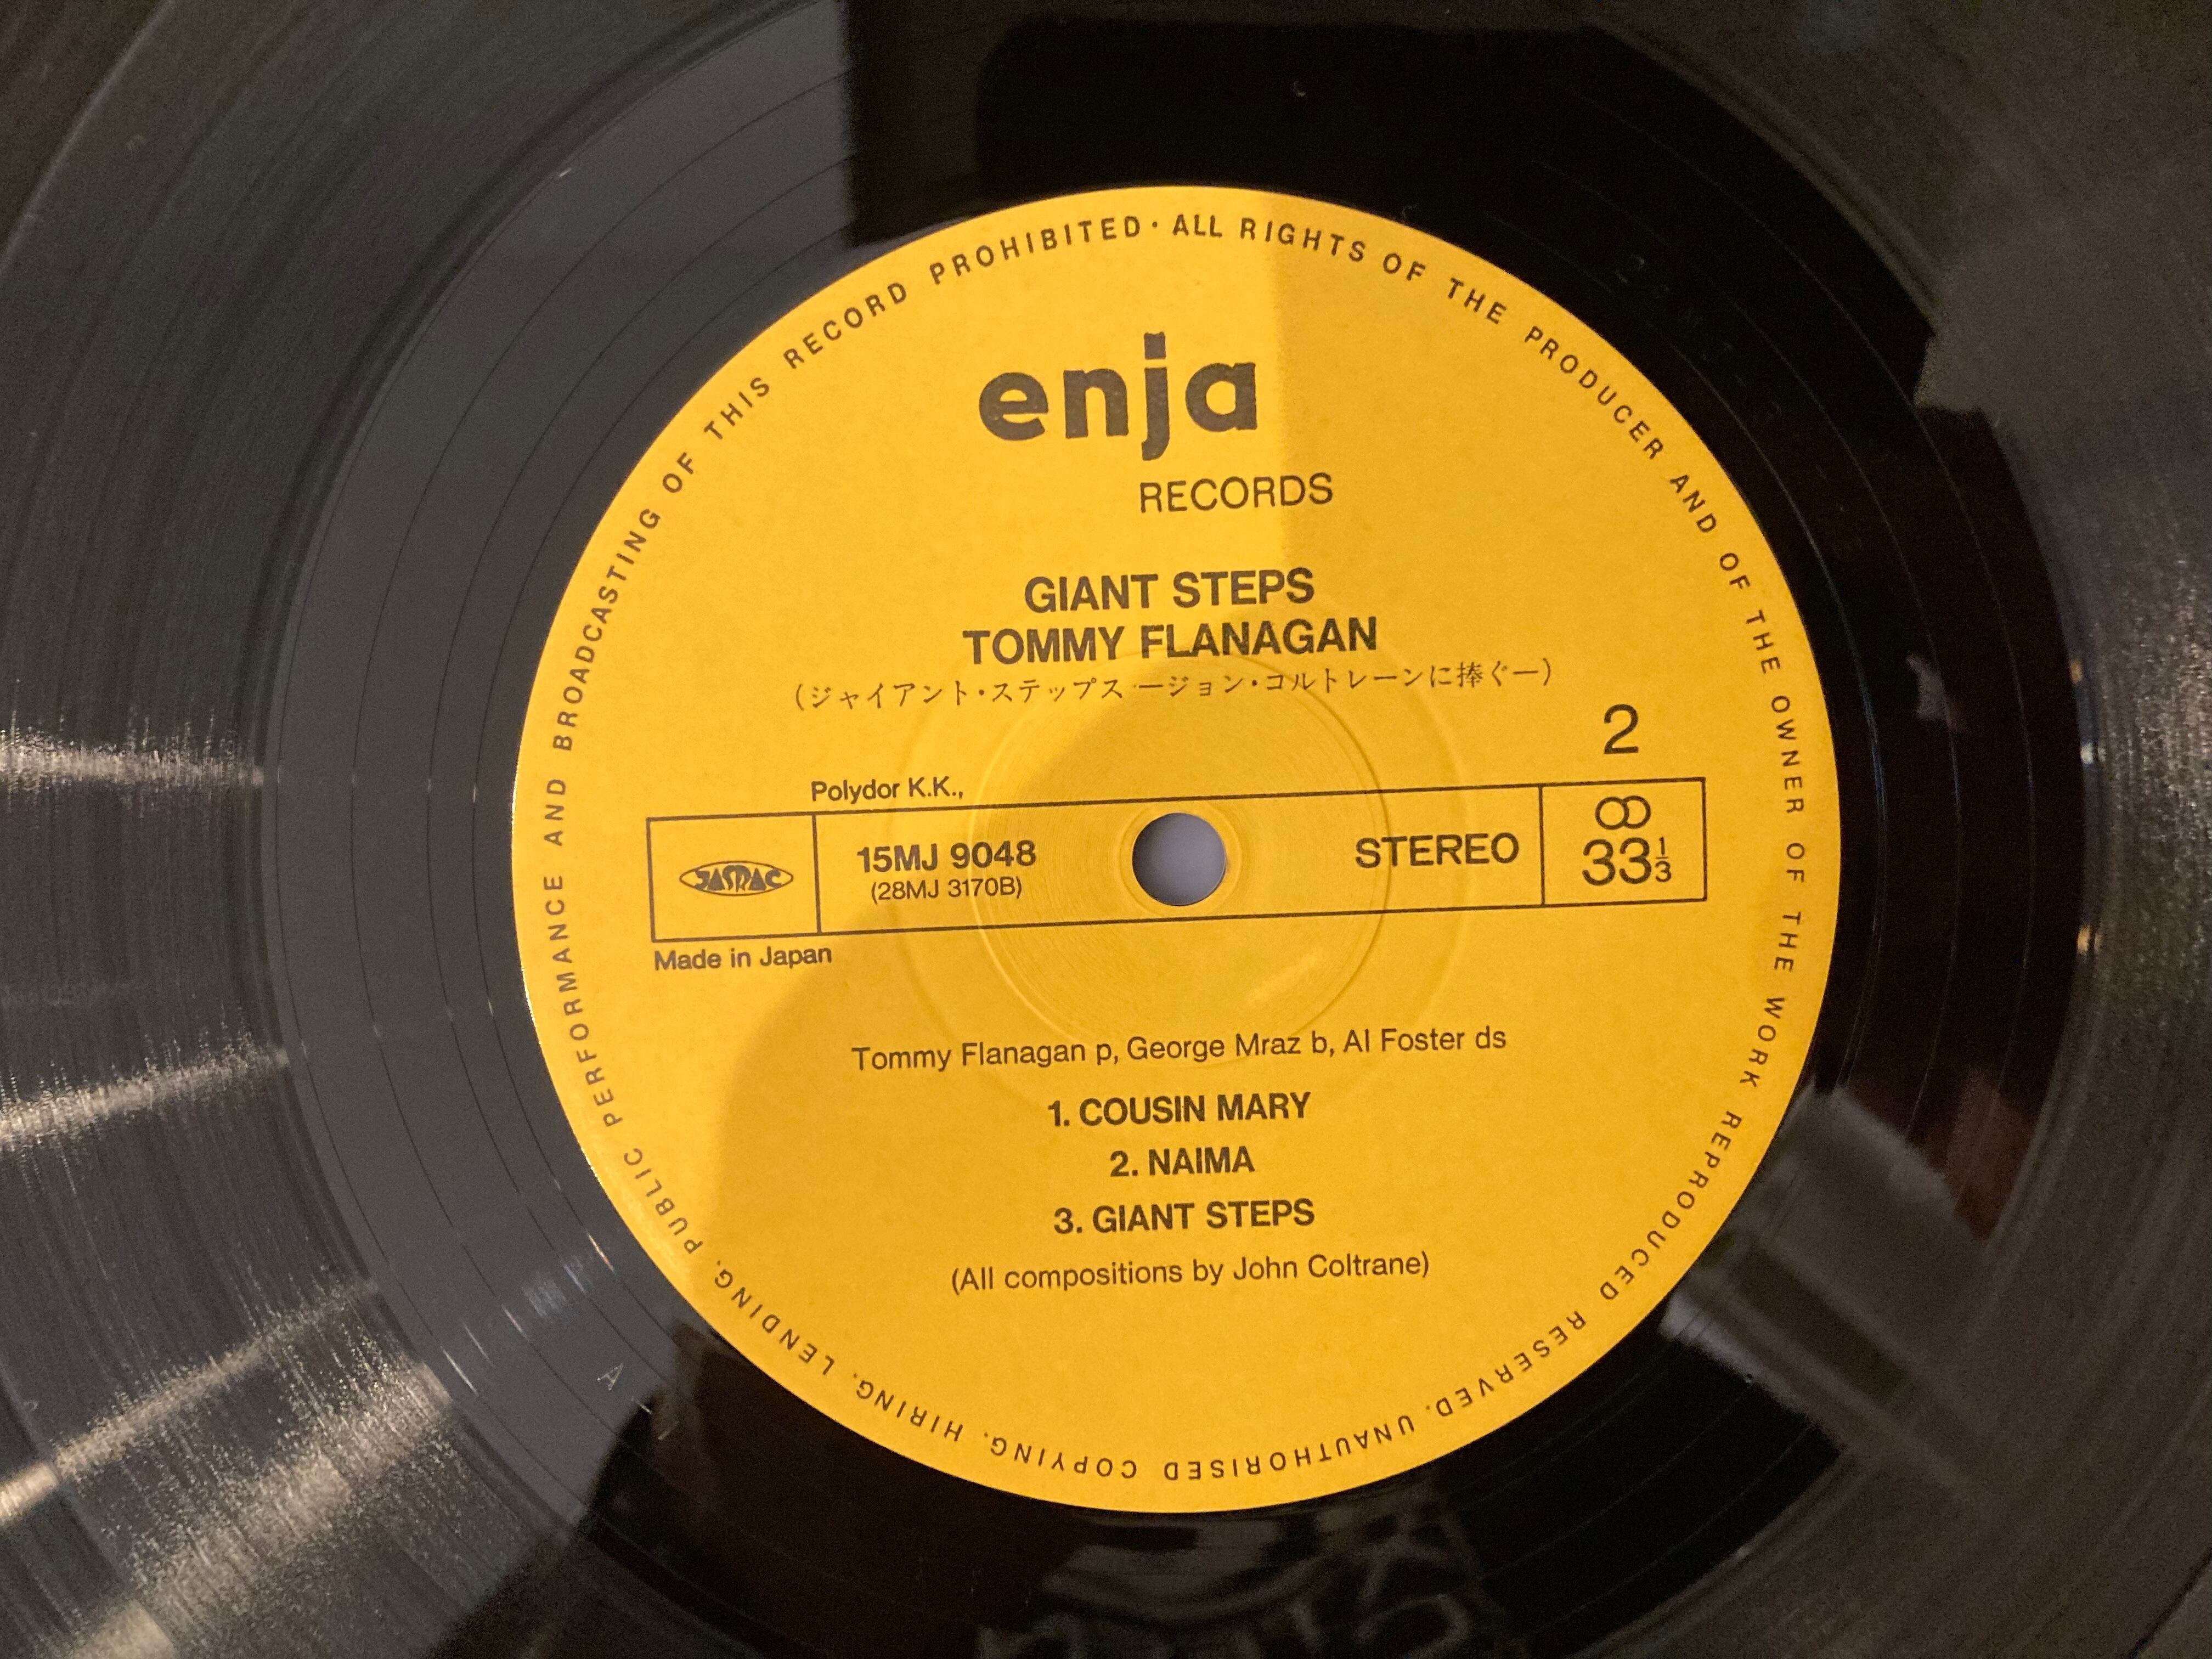 enja
RECORDS
GIANT STEPS
TOMMY FLANAGAN
(ジャイアント・ステップス ージョン・コルトレーンに捧ぐー)
2
Polydor K.K.,
JASRAC
15MJ 9048
(28MJ 3170B)
STEREO
33 1/3
Made in Japan
Tommy Flanagan p, George Mraz b, Al Foster ds
1. COUSIN MARY
2. NAIMA
3. GIANT STEPS
(All compositions by John Coltrane)
ALL RIGHTS OF THE PRODUCER AND OF THE OWNER OF THE WORK REPRODUCED RESERVED. UNAUTHORISED COPYING, HIRING, LENDING, PUBLIC PERFORMANCE AND BROADCASTING OF THIS RECORD PROHIBITED·
A